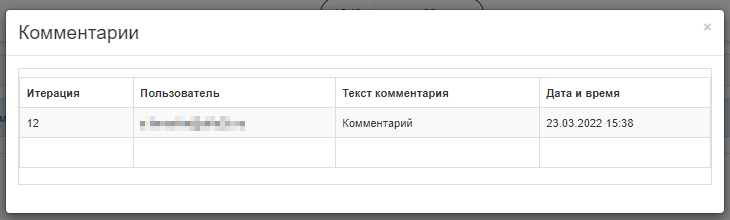 Комментарии
×
Итерация Пользователь Текст комментария Дата и время
12 Комментарий 23.03.2022 15:38